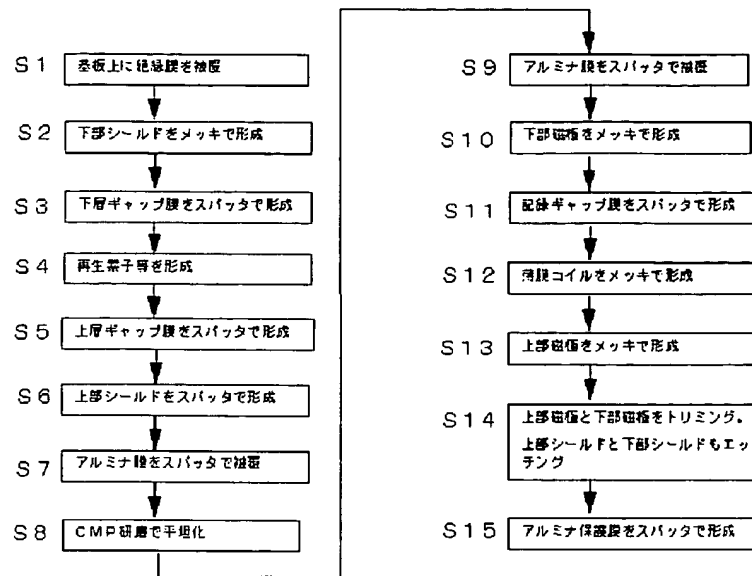 S1 基板上に絶縁膜を被覆
S2 下部シールドをメッキで形成
S3 下層ギャップ膜をスパッタで形成
S4 再生素子等を形成
S5 上層ギャップ膜をスパッタで形成
S6 上部シールドをスパッタで形成
S7 アルミナ膜をスパッタで被覆
S8 CMP研磨で平坦化
S9 アルミナ膜をスパッタで被覆
S10 下部磁極をメッキで形成
S11 記録ギャップ膜をスパッタで形成
S12 薄膜コイルをメッキで形成
S13 上部磁極をメッキで形成
S14 上部磁極と下部磁極をトリミング。
上部シールドと下部シールドもエッ
チング
S15 アルミナ保護膜をスパッタで形成